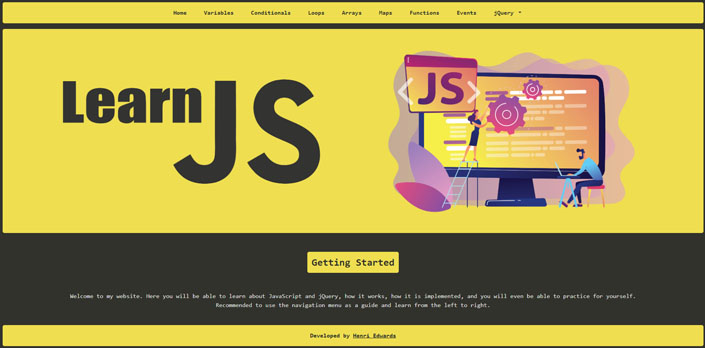 Home Variables Conditionals Loops Arrays Maps Functions Events jQuery
Learn JS
JS
Getting Started
Welcome to my website. Here you will be able to learn about JavaScript and jQuery, how it works, how it is implemented, and you will even be able to practice for yourself.
Recommended to use the navigation menu as a guide and learn from the left to right.
Developed by Henri Edwards